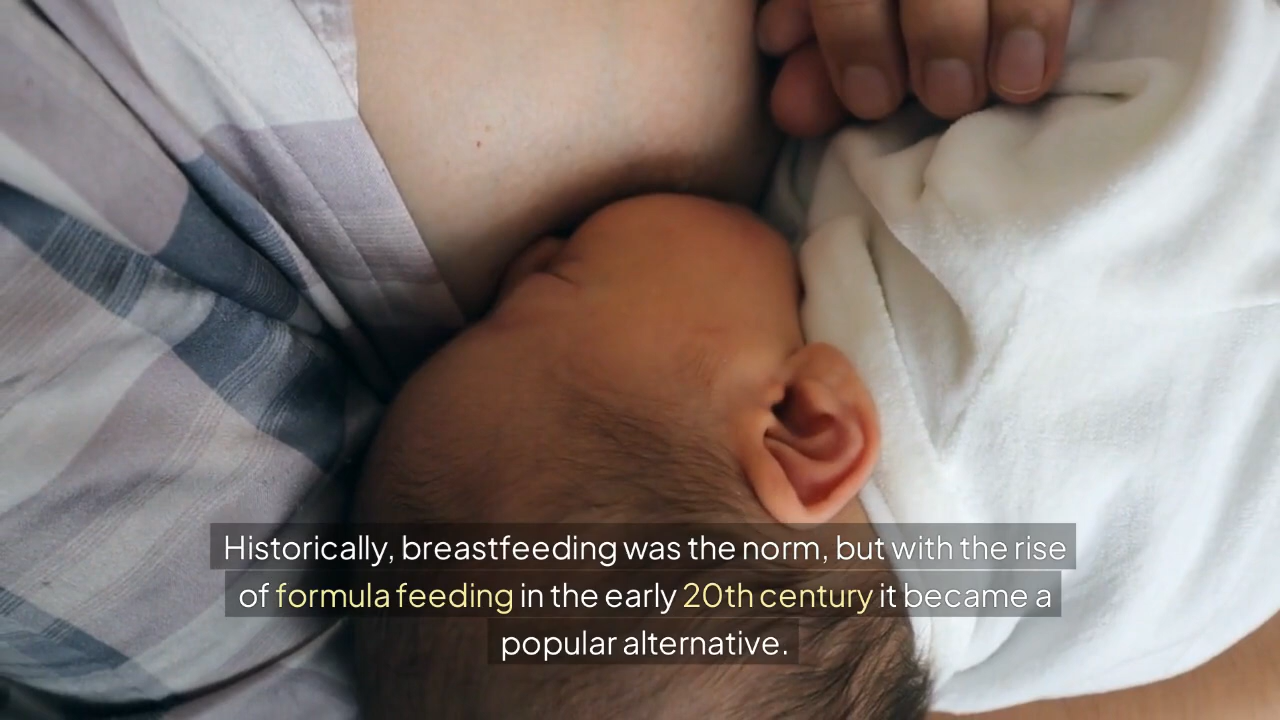 Historically, breastfeeding was the norm, but with the rise
of formula feeding in the early 20th century it became a
popular alternative.